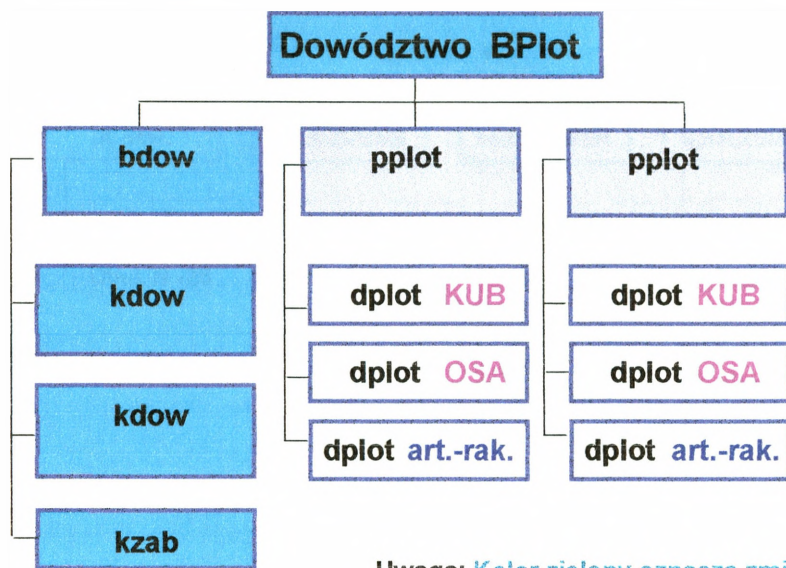 Dowództwo BPlot
bdow
pplot
pplot
kdow
dplot KUB
dplot KUB
dplot OSA
dplot OSA
kdow
dplot art.-rak.
dplot art.-rak.
kzab